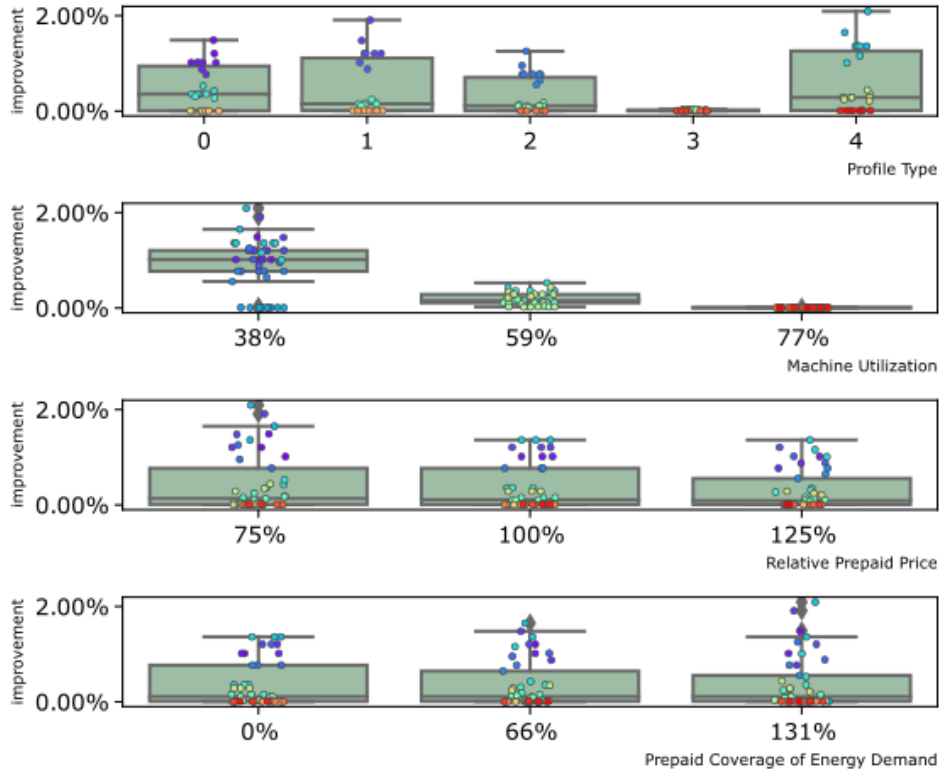 improvement
2.00%
0.00%
0 1 2 3 4
Profile Type
improvement
2.00%
0.00%
38% 59% 77%
Machine Utilization
improvement
2.00%
0.00%
75% 100% 125%
Relative Prepaid Price
improvement
2.00%
0.00%
0% 66% 131%
Prepaid Coverage of Energy Demand